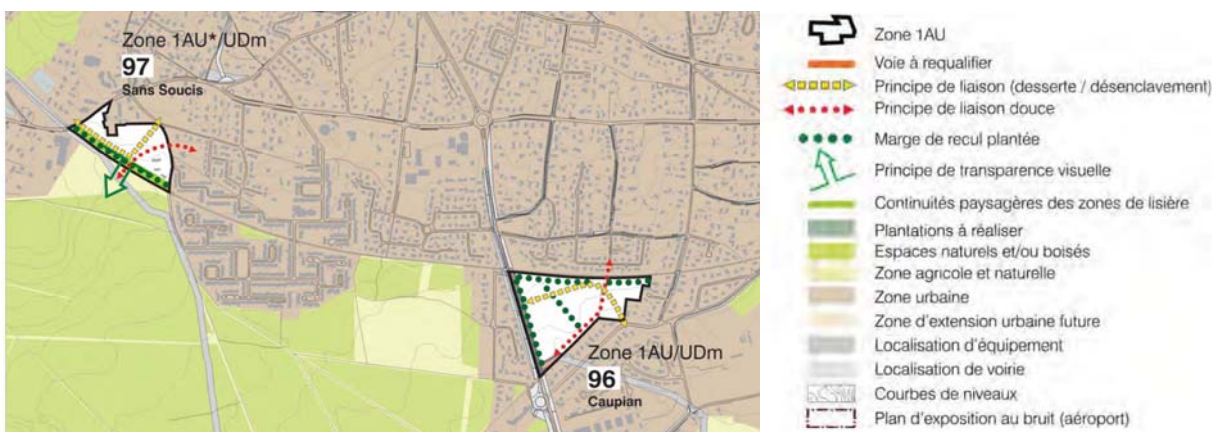 Zone 1AU*/UDm
97
Sans Soucis
Zone 1AU/UDm
96
Caupian
Zone 1AU
Voie à requalifier
Principe de liaison (desserte / désenclavement)
Principe de liaison douce
Marge de recul plantée
Principe de transparence visuelle
Continuités paysagères des zones de lisière
Plantations à réaliser
Espaces naturels et/ou boisés
Zone agricole et naturelle
Zone urbaine
Zone d'extension urbaine future
Localisation d'équipement
Localisation de voirie
Courbes de niveaux
Plan d'exposition au bruit (aéroport)